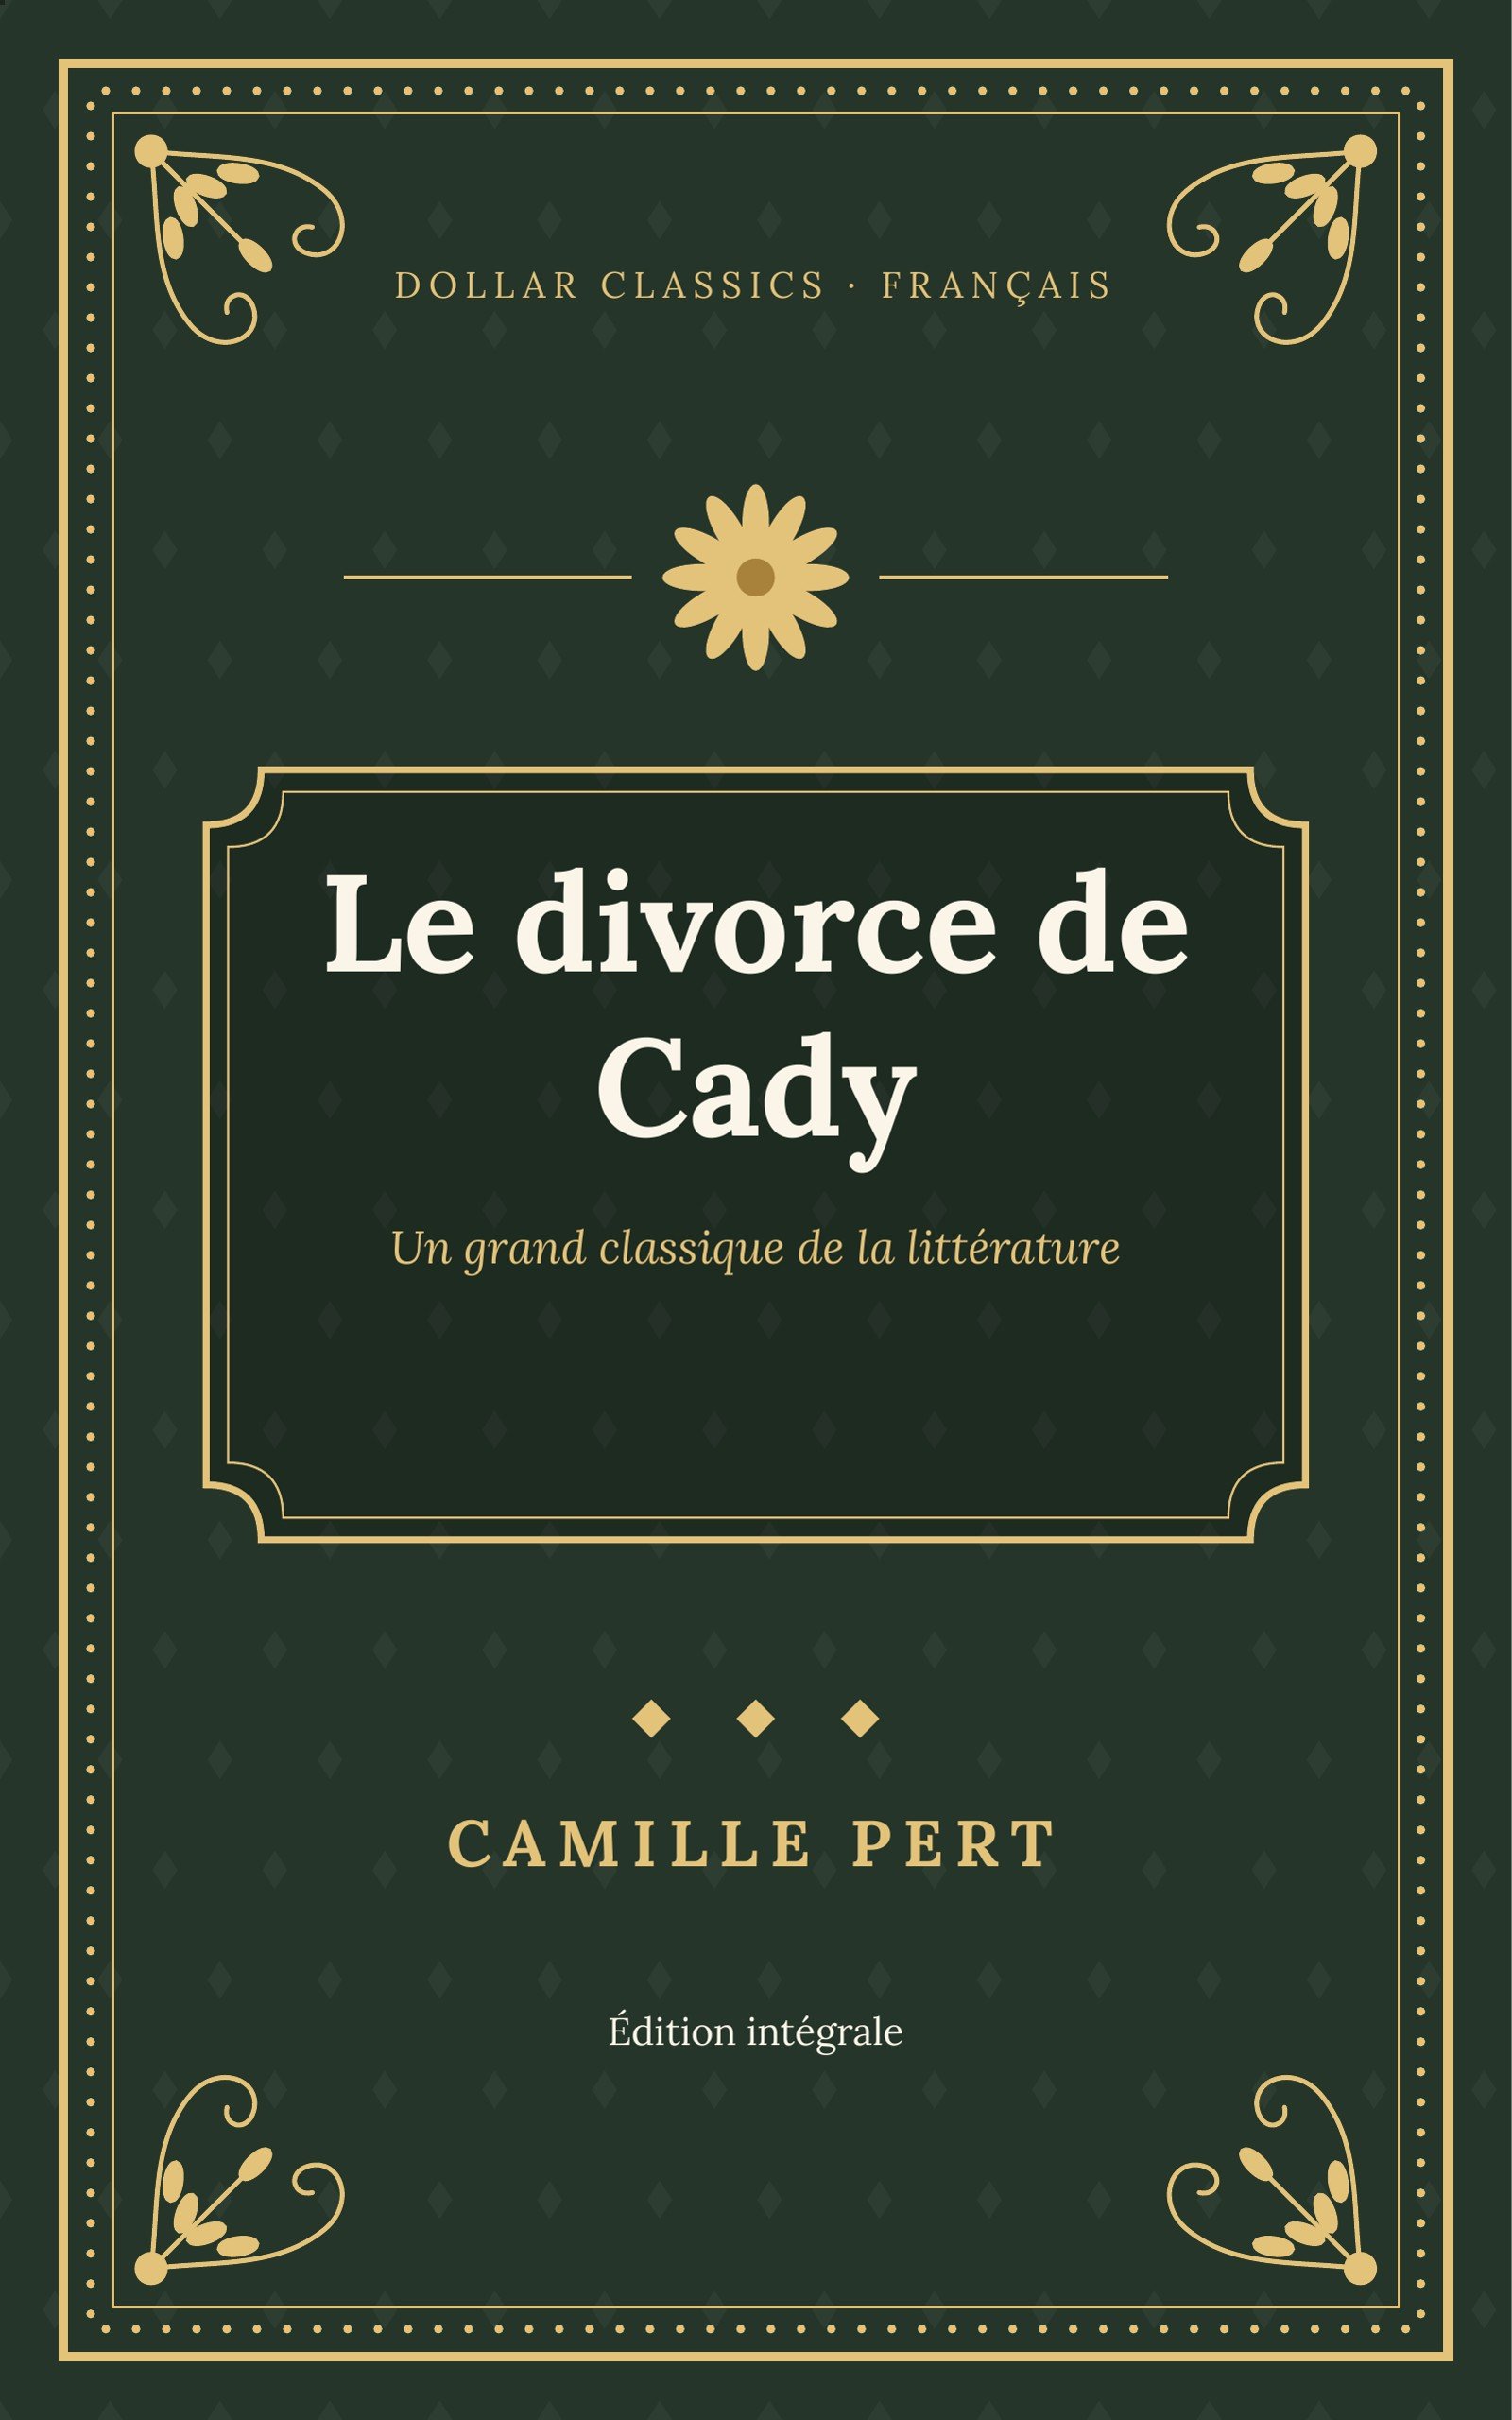 DOLLAR CLASSICS · FRANÇAIS
Le divorce de
Cady
Un grand classique de la littérature
CAMILLE PERT
Édition intégrale